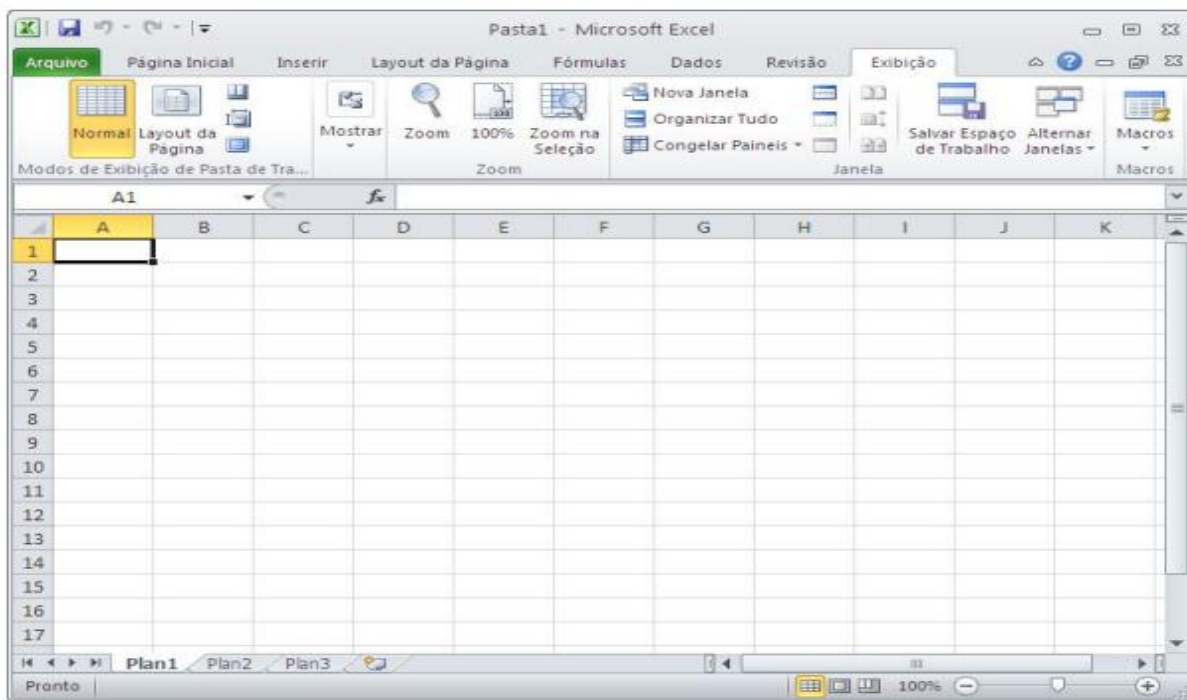 Pasta1 - Microsoft Excel
Arquivo Página Inicial Inserir Layout da Página Fórmulas Dados Revisão Exibição
Normal Layout da Página
Mostrar
Zoom 100% Zoom na Seleção
Nova Janela
Organizar Tudo
Congelar Paineis
Salvar Espaço de Trabalho
Alternar Janelas
Macros
Modos de Exibição de Pasta de Tra... Zoom Janela Macros
A1 fx
A B C D E F G H I J K
1
2
3
4
5
6
7
8
9
10
11
12
13
14
15
16
17
Plan1 Plan2 Plan3
Pronto 100%